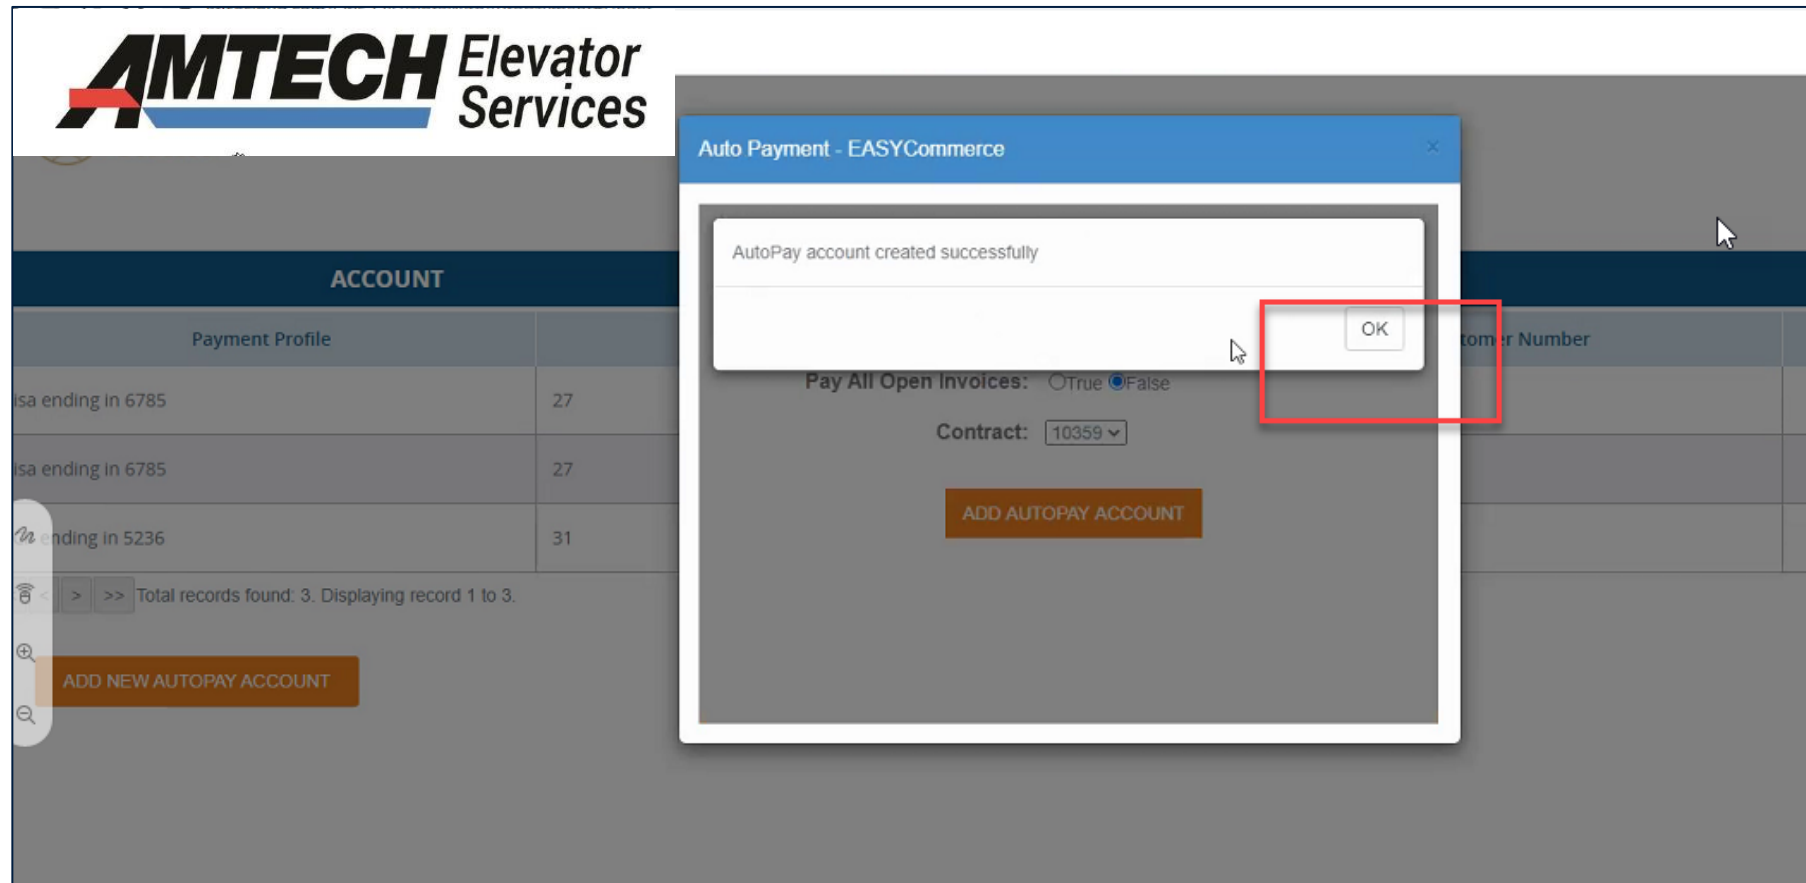 AMTECH Elevator
Services
Auto Payment - EASYCommerce
×
AutoPay account created successfully
OK
ACCOUNT
Payment Profile
Number
Pay All Open Invoices: True False
Contract: 10359
ADD AUTOPAY ACCOUNT
isa ending in 6785 27
isa ending in 6785 27
ending in 5236 31
< > >> Total records found: 3. Displaying record 1 to 3.
ADD NEW AUTOPAY ACCOUNT